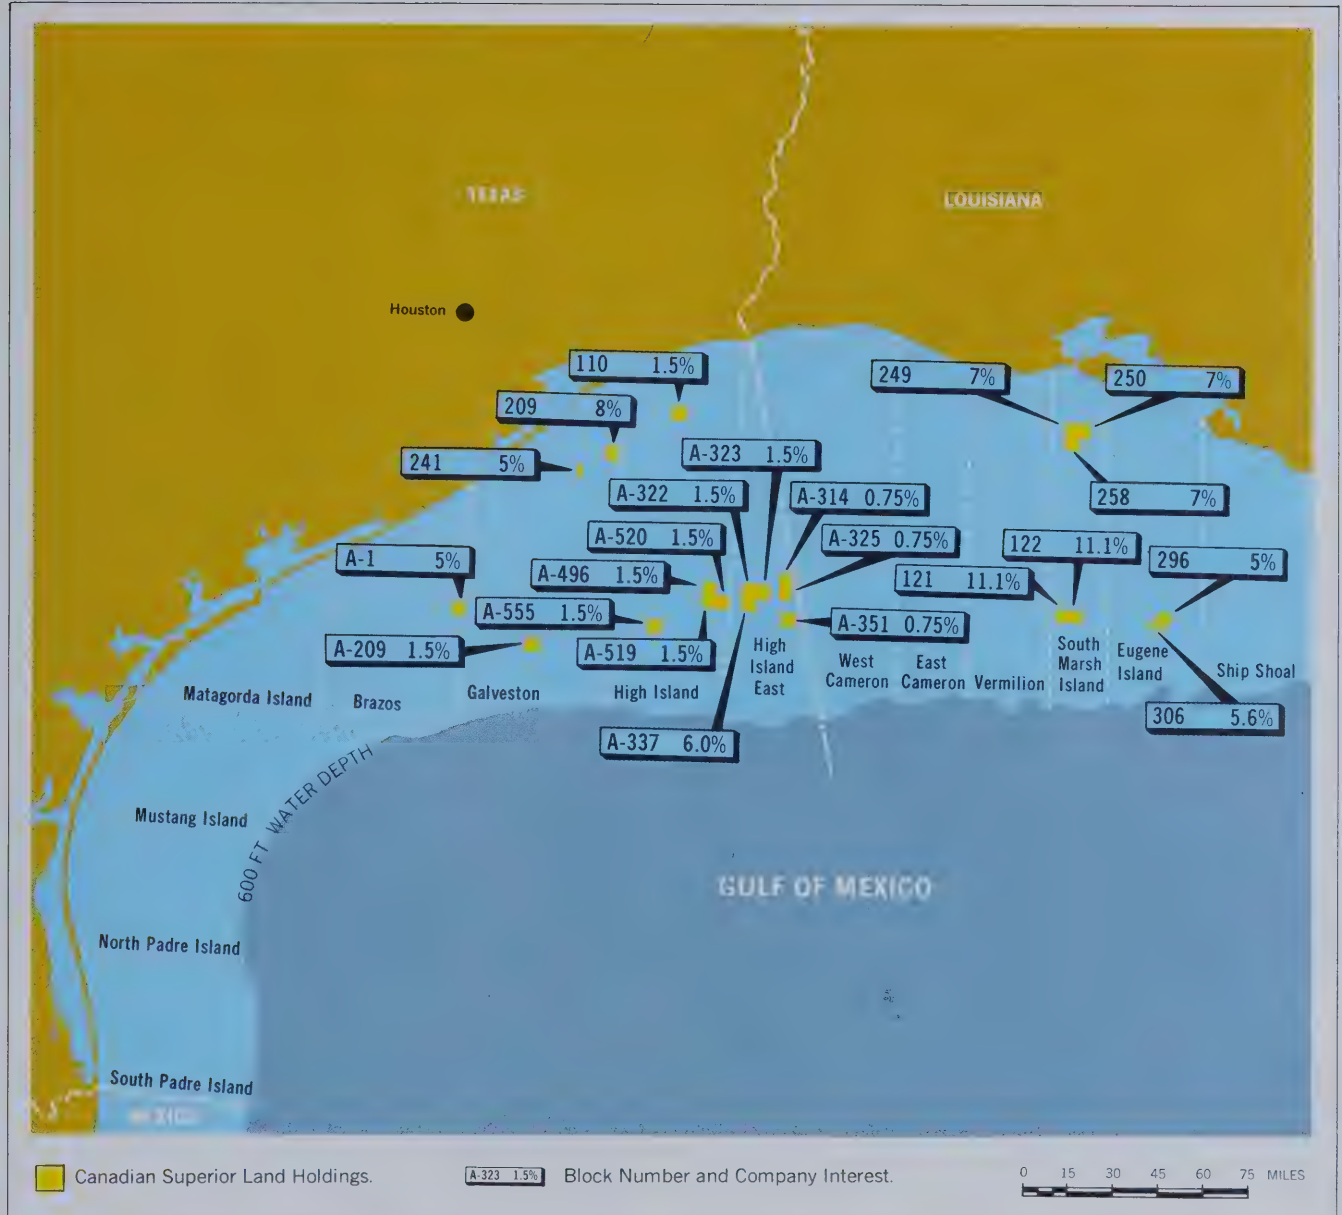 TEXAS
LOUISIANA
Houston
110 1.5%
249 7%
250 7%
209 8%
241 5%
A-323 1.5%
A-322 1.5%
A-314 0.75%
258 7%
A-520 1.5%
A-325 0.75%
122 11.1%
296 5%
A-1 5%
A-496 1.5%
121 11.1%
A-555 1.5%
A-351 0.75%
A-209 1.5%
A-519 1.5%
High
Island
East
West
Cameron
East
Cameron
Vermilion
South
Marsh
Island
Eugene
Island
Ship Shoal
Matagorda Island
Brazos
Galveston
High Island
306 5.6%
A-337 6.0%
600 FT WATER DEPTH
Mustang Island
GULF OF MEXICO
North Padre Island
South Padre Island
MEXICO
Canadian Superior Land Holdings.
A-323 1.5%
Block Number and Company Interest.
0 15 30 45 60 75 MILES